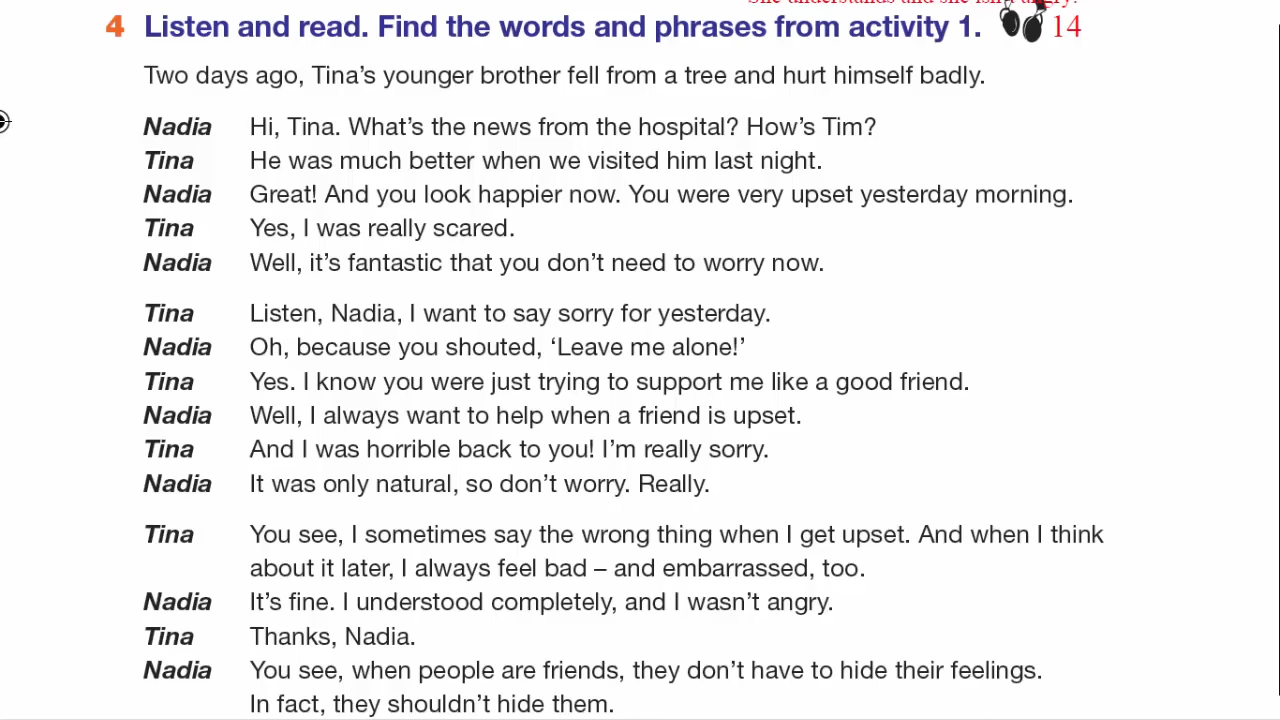 She understands and she isn't angry.
4 Listen and read. Find the words and phrases from activity 1. 14
Two days ago, Tina's younger brother fell from a tree and hurt himself badly.
Nadia Hi, Tina. What's the news from the hospital? How's Tim?
Tina He was much better when we visited him last night.
Nadia Great! And you look happier now. You were very upset yesterday morning.
Tina Yes, I was really scared.
Nadia Well, it's fantastic that you don't need to worry now.
Tina Listen, Nadia, I want to say sorry for yesterday.
Nadia Oh, because you shouted, 'Leave me alone!'
Tina Yes. I know you were just trying to support me like a good friend.
Nadia Well, I always want to help when a friend is upset.
Tina And I was horrible back to you! I'm really sorry.
Nadia It was only natural, so don't worry. Really.
Tina You see, I sometimes say the wrong thing when I get upset. And when I think
about it later, I always feel bad – and embarrassed, too.
Nadia It's fine. I understood completely, and I wasn't angry.
Tina Thanks, Nadia.
Nadia You see, when people are friends, they don't have to hide their feelings.
In fact, they shouldn't hide them.